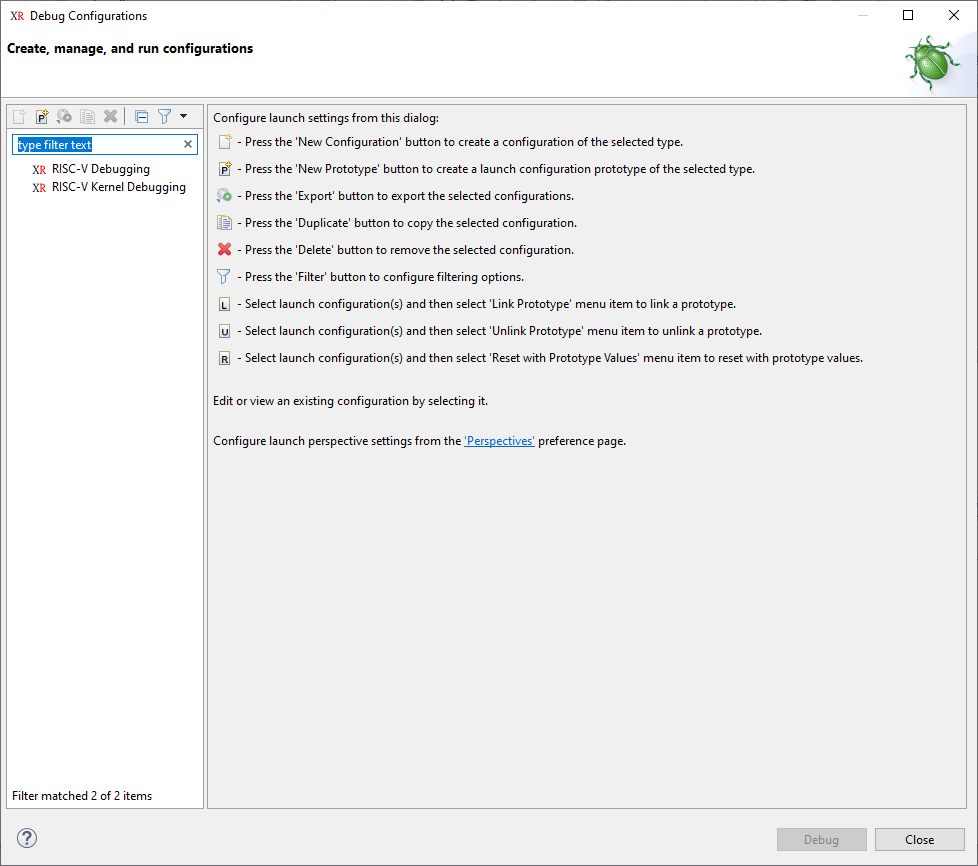 XR Debug Configurations
Create, manage, and run configurations
P
type filter text
XR RISC-V Debugging
XR RISC-V Kernel Debugging
Filter matched 2 of 2 items
Configure launch settings from this dialog:
- Press the 'New Configuration' button to create a configuration of the selected type.
P - Press the 'New Prototype' button to create a launch configuration prototype of the selected type.
- Press the 'Export' button to export the selected configurations.
- Press the 'Duplicate' button to copy the selected configuration.
- Press the 'Delete' button to remove the selected configuration.
- Press the 'Filter' button to configure filtering options.
L - Select launch configuration(s) and then select 'Link Prototype' menu item to link a prototype.
U - Select launch configuration(s) and then select 'Unlink Prototype' menu item to unlink a prototype.
R - Select launch configuration(s) and then select 'Reset with Prototype Values' menu item to reset with prototype values.
Edit or view an existing configuration by selecting it.
Configure launch perspective settings from the 'Perspectives' preference page.
?
Debug
Close